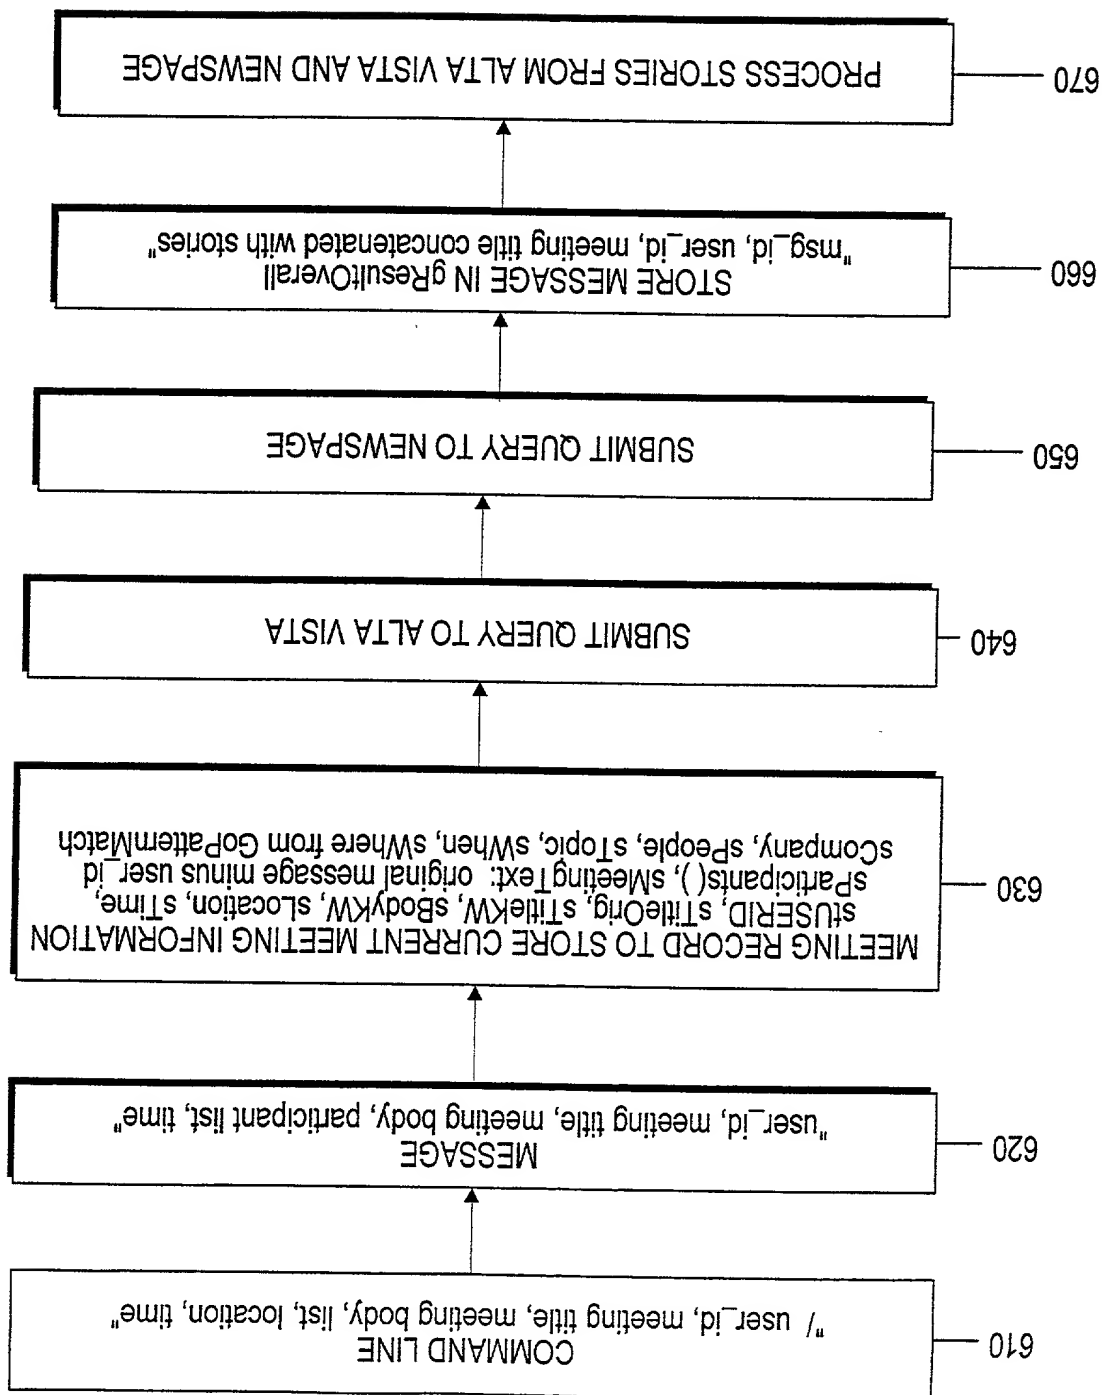 610
COMMAND LINE
"/ user_id, meeting title, meeting body, list, location, time"
620
MESSAGE
"user_id, meeting title, meeting body, participant list, time"
630
MEETING RECORD TO STORE CURRENT MEETING INFORMATION
stUSERID, sTitleOrig, sTitleKW, sBodyKW, sLocation, sTime,
sParticipants( ), sMeetingText: original message minus user_id
sCompany, sPeople, sTopic, sWhen, sWhere from GoPatternMatch
640
SUBMIT QUERY TO ALTA VISTA
650
SUBMIT QUERY TO NEWSPAGE
660
STORE MESSAGE IN gResultOverall
"msg_id, user_id, meeting title concatenated with stories"
670
PROCESS STORIES FROM ALTA VISTA AND NEWSPAGE